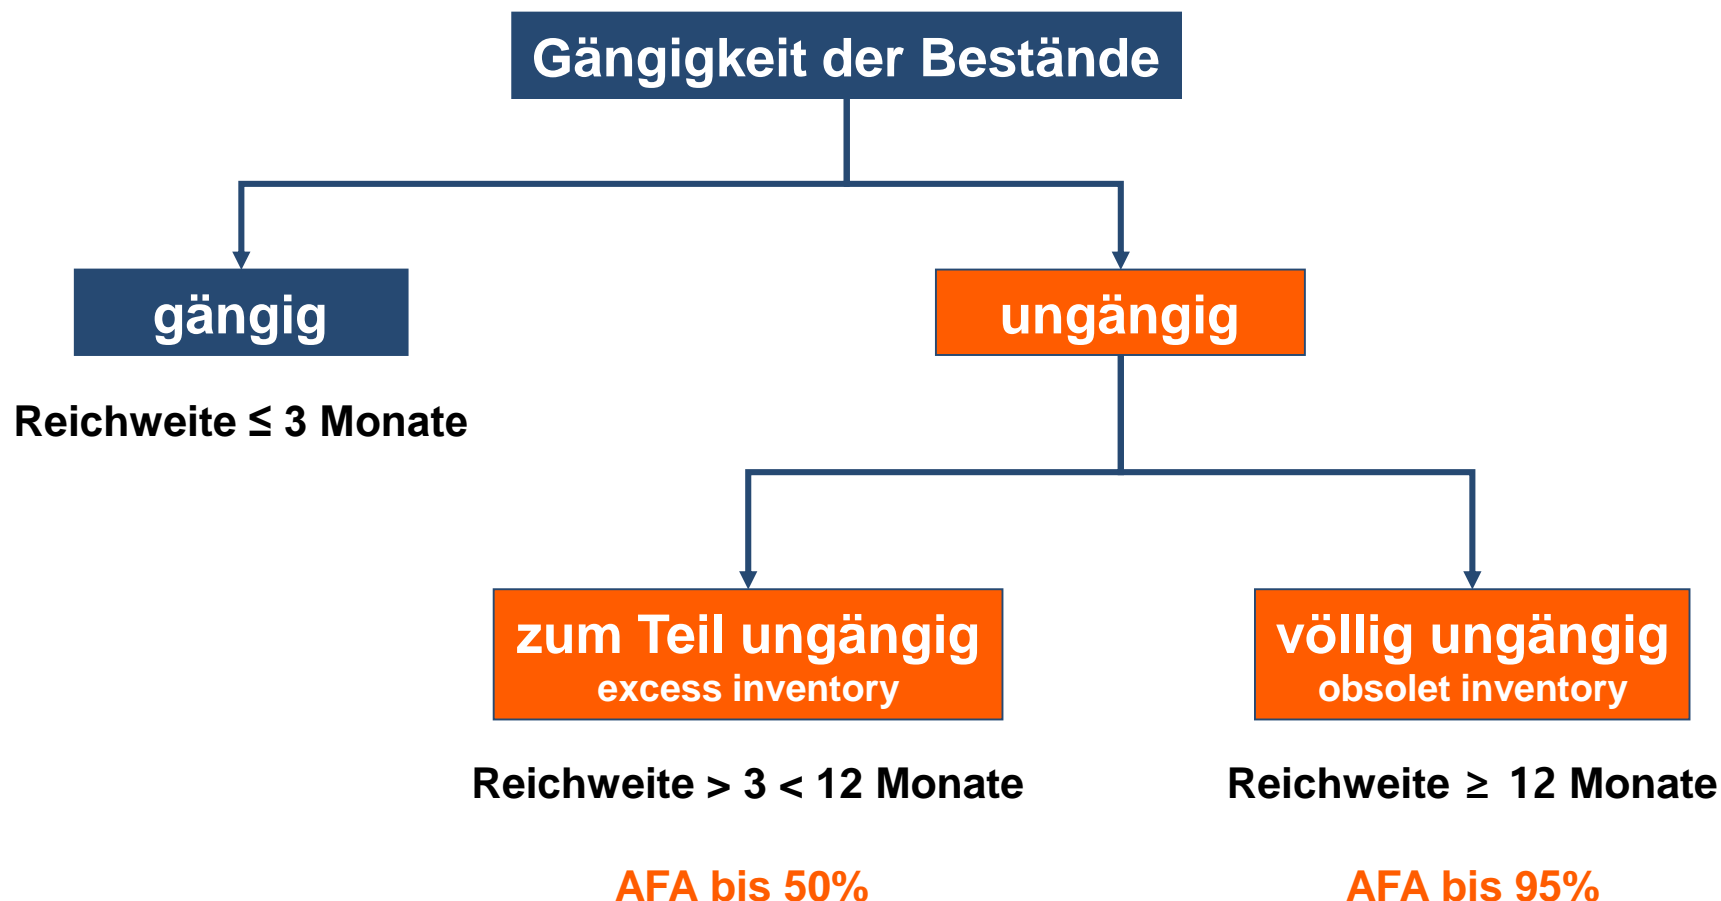 Gängigkeit der Bestände
gängig
ungängig
Reichweite ≤ 3 Monate
zum Teil ungängig
excess inventory
völlig ungängig
obsolet inventory
Reichweite > 3 < 12 Monate
Reichweite ≥ 12 Monate
AFA bis 50%
AFA bis 95%